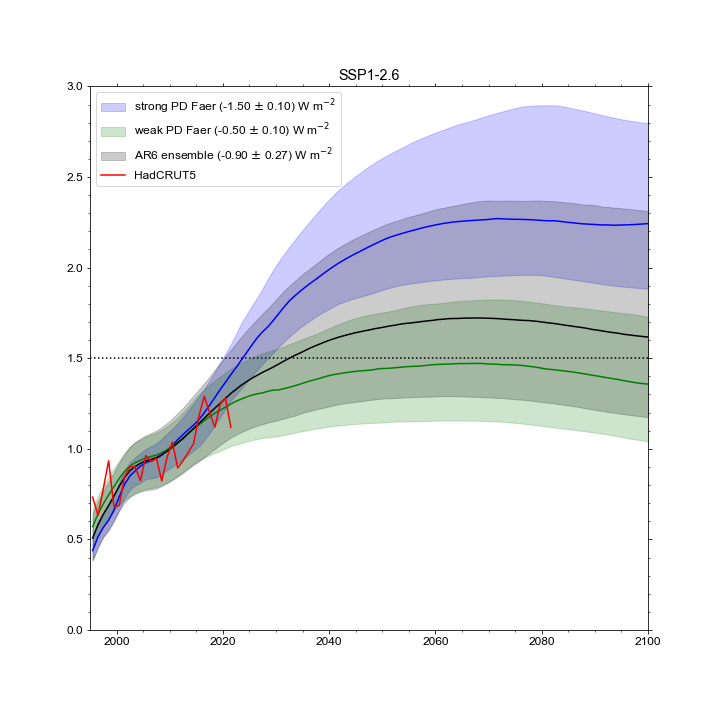 SSP1-2.6
strong PD Faer (-1.50 ± 0.10) W m⁻²
weak PD Faer (-0.50 ± 0.10) W m⁻²
AR6 ensemble (-0.90 ± 0.27) W m⁻²
HadCRUT5
3.0
2.5
2.0
1.5
1.0
0.5
0.0
2000 2020 2040 2060 2080 2100